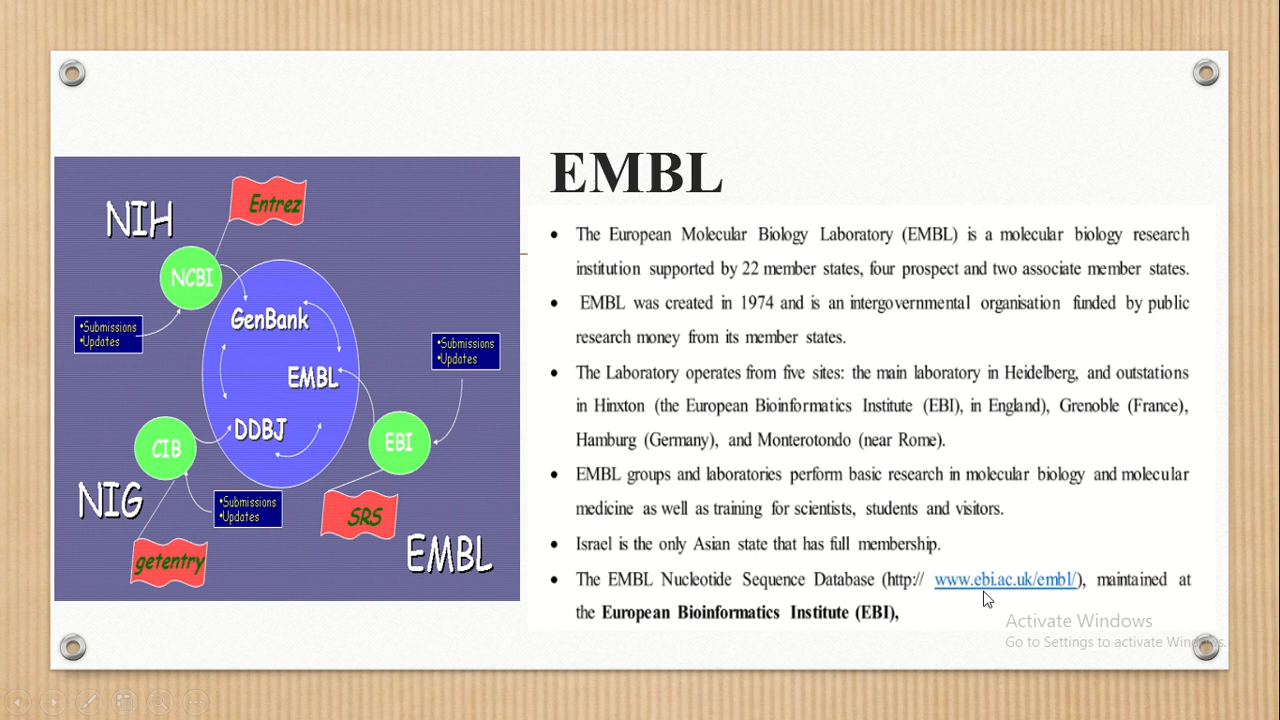 EMBL
NIH
Entrez
NCBI
GenBank
•Submissions
•Updates
•Submissions
•Updates
EMBL
DDBJ
CIB
EBI
NIG
•Submissions
•Updates
SRS
EMBL
getentry
• The European Molecular Biology Laboratory (EMBL) is a molecular biology research
institution supported by 22 member states, four prospect and two associate member states.
• EMBL was created in 1974 and is an intergovernmental organisation funded by public
research money from its member states.
• The Laboratory operates from five sites: the main laboratory in Heidelberg, and outstations
in Hinxton (the European Bioinformatics Institute (EBI), in England), Grenoble (France),
Hamburg (Germany), and Monterotondo (near Rome).
• EMBL groups and laboratories perform basic research in molecular biology and molecular
medicine as well as training for scientists, students and visitors.
• Israel is the only Asian state that has full membership.
• The EMBL Nucleotide Sequence Database (http:// www.ebi.ac.uk/embl/), maintained at
the European Bioinformatics Institute (EBI),
Activate Windows
Go to Settings to activate Windows.